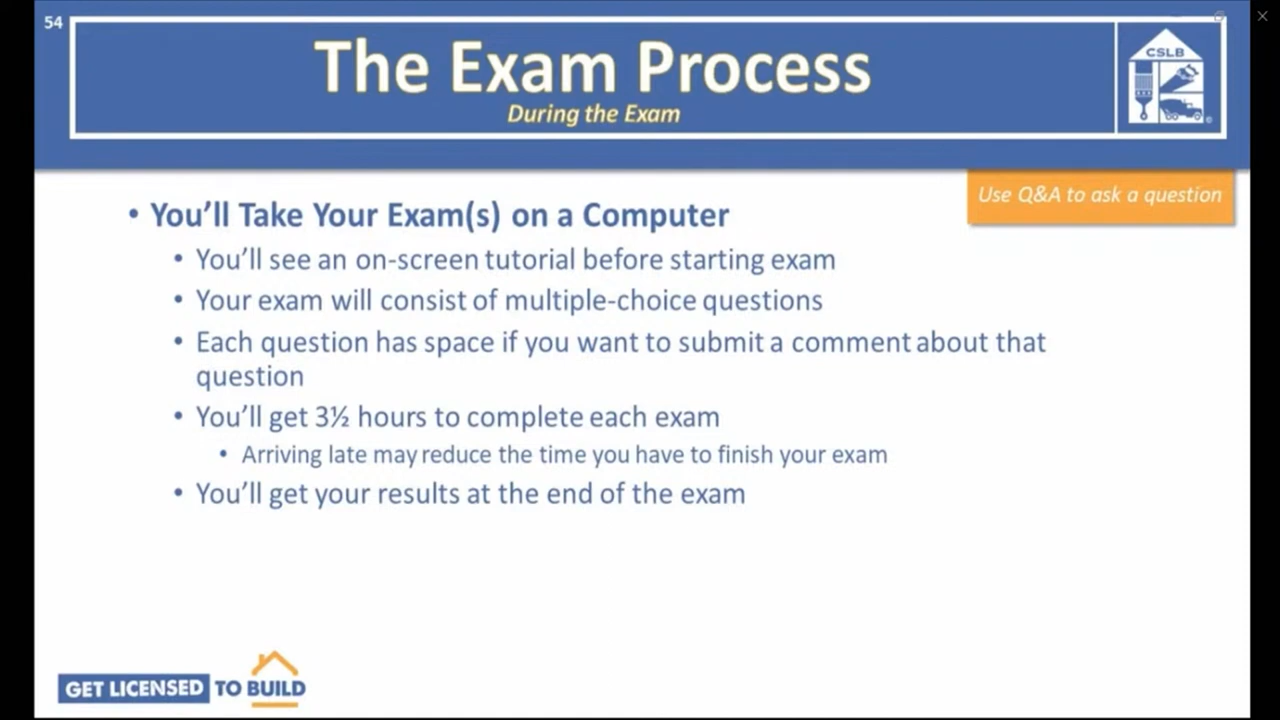 54
The Exam Process
During the Exam
CSLB
Use Q&A to ask a question
• You'll Take Your Exam(s) on a Computer
• You'll see an on-screen tutorial before starting exam
• Your exam will consist of multiple-choice questions
• Each question has space if you want to submit a comment about that
question
• You'll get 3½ hours to complete each exam
• Arriving late may reduce the time you have to finish your exam
• You'll get your results at the end of the exam
GET LICENSED TO BUILD